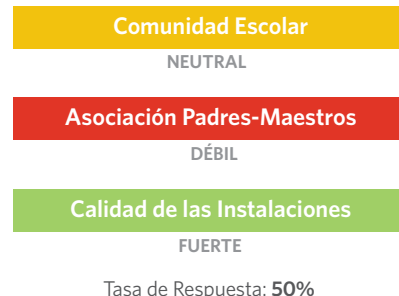 Comunidad Escolar
NEUTRAL
Asociación Padres-Maestros
DÉBIL
Calidad de las Instalaciones
FUERTE
Tasa de Respuesta: 50%